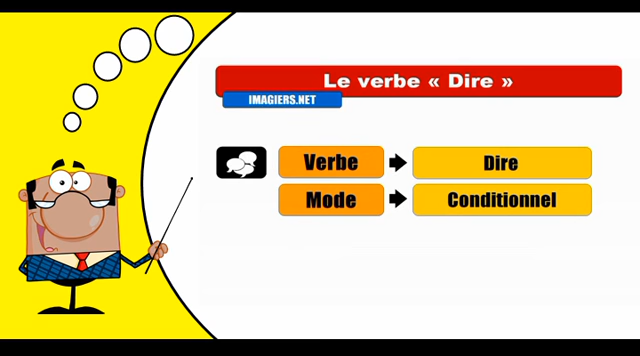 Le verbe « Dire »
IMAGIERS.NET
Verbe Dire
Mode Conditionnel